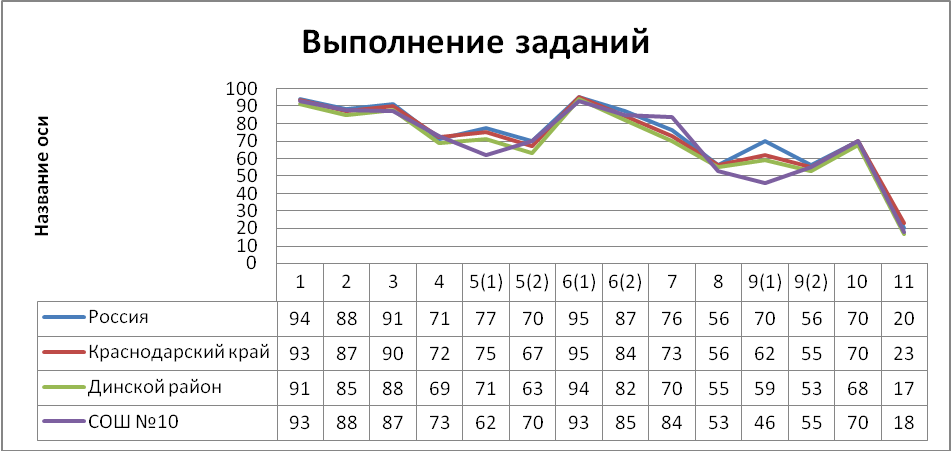 Выполнение заданий
Название оси
100
90
80
70
60
50
40
30
20
10
0
1 2 3 4 5(1) 5(2) 6(1) 6(2) 7 8 9(1) 9(2) 10 11
Россия 94 88 91 71 77 70 95 87 76 56 70 56 70 20
Краснодарский край 93 87 90 72 75 67 95 84 73 56 62 55 70 23
Динской район 91 85 88 69 71 63 94 82 70 55 59 53 68 17
СОШ №10 93 88 87 73 62 70 93 85 84 53 46 55 70 18